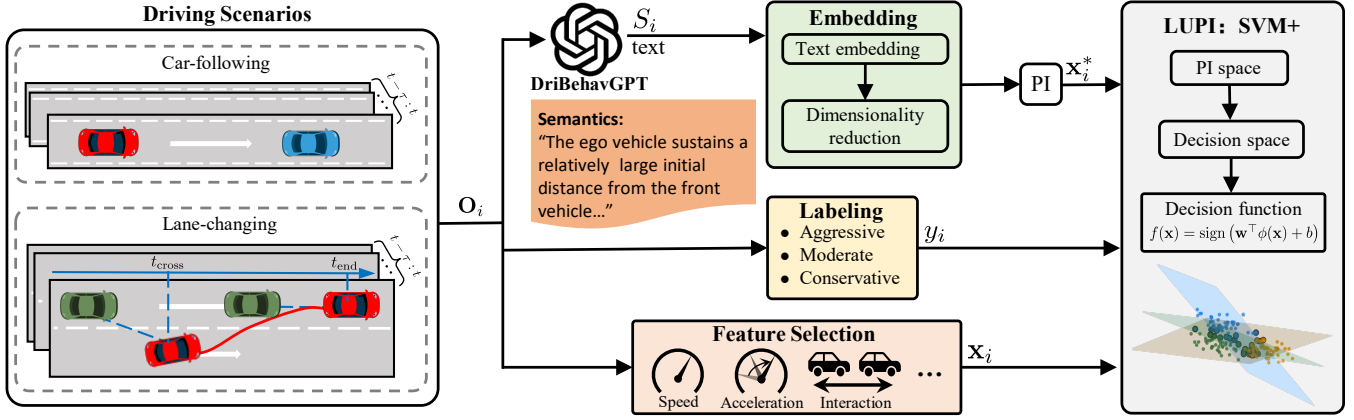 Driving Scenarios
Car-following
t − τ : t
Lane-changing
t_cross
t_end
t − τ : t
O_i
S_i
text
DriBehavGPT
Semantics:
“The ego vehicle sustains a
relatively large initial
distance from the front
vehicle…”
Embedding
Text embedding
Dimensionality
reduction
PI
x_i^*
Labeling
• Aggressive
• Moderate
• Conservative
y_i
Feature Selection
Speed
Acceleration
Interaction
...
x_i
LUPI: SVM+
PI space
Decision space
Decision function
f(x) = sign (w^⊤ϕ(x) + b)